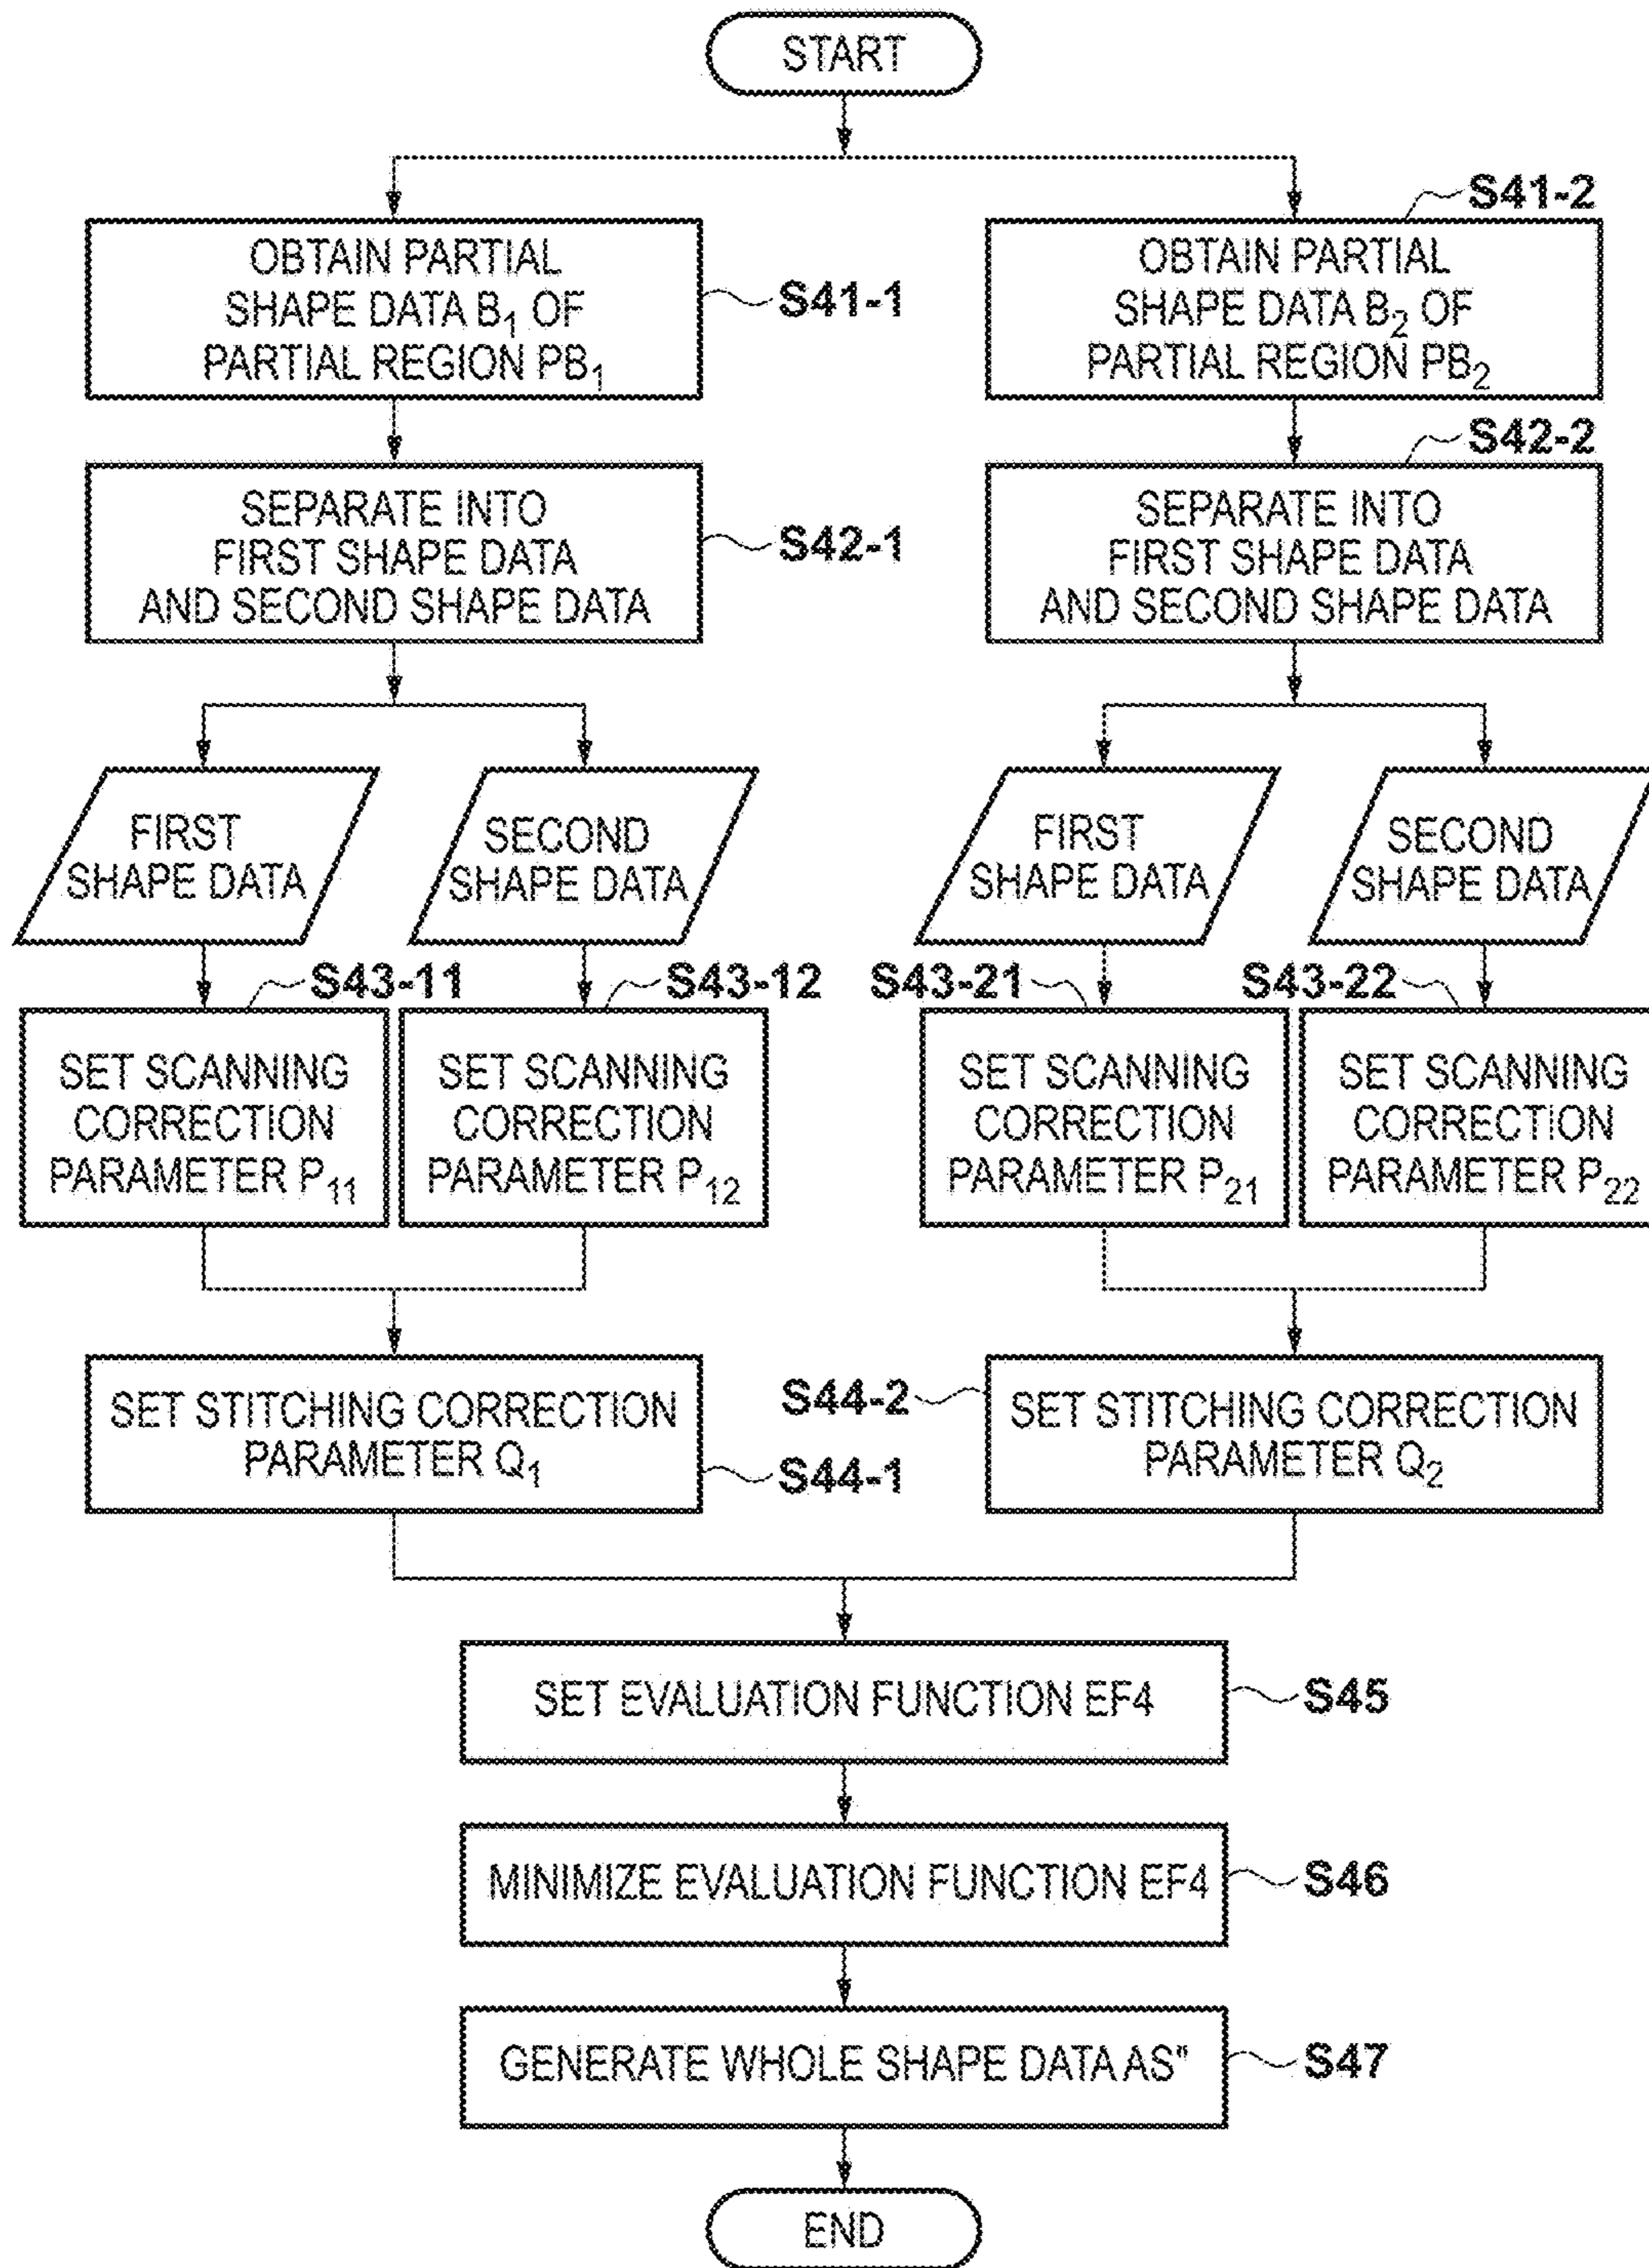 START
S41-2
OBTAIN PARTIAL
SHAPE DATA B₁ OF
PARTIAL REGION PB₁
S41-1
OBTAIN PARTIAL
SHAPE DATA B₂ OF
PARTIAL REGION PB₂
S42-2
SEPARATE INTO
FIRST SHAPE DATA
AND SECOND SHAPE DATA
S42-1
SEPARATE INTO
FIRST SHAPE DATA
AND SECOND SHAPE DATA
FIRST
SHAPE DATA
SECOND
SHAPE DATA
FIRST
SHAPE DATA
SECOND
SHAPE DATA
S43-11
S43-12
S43-21
S43-22
SET SCANNING
CORRECTION
PARAMETER P₁₁
SET SCANNING
CORRECTION
PARAMETER P₁₂
SET SCANNING
CORRECTION
PARAMETER P₂₁
SET SCANNING
CORRECTION
PARAMETER P₂₂
SET STITCHING CORRECTION
PARAMETER Q₁
S44-1
S44-2
SET STITCHING CORRECTION
PARAMETER Q₂
SET EVALUATION FUNCTION EF4
S45
MINIMIZE EVALUATION FUNCTION EF4
S46
GENERATE WHOLE SHAPE DATA AS"
S47
END